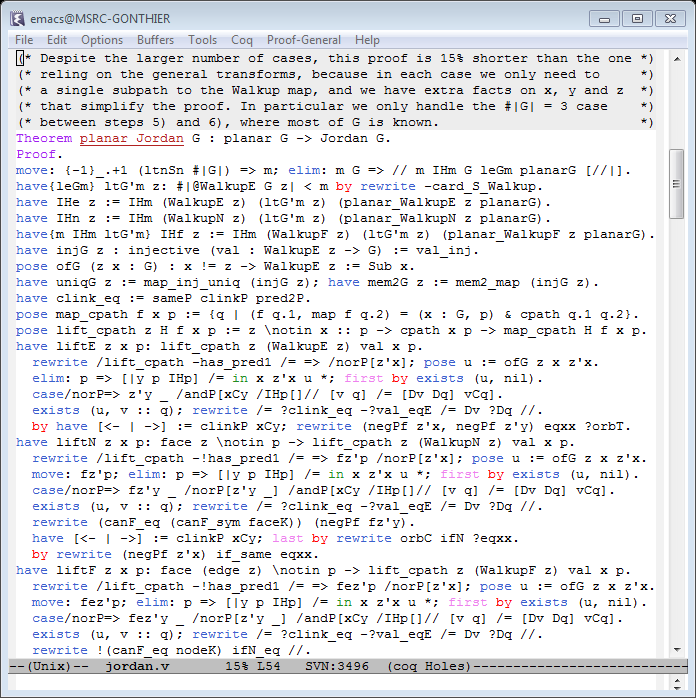 emacs@MSRC-GONTHIER
File Edit Options Buffers Tools Coq Proof-General Help
(* Despite the larger number of cases, this proof is 15% shorter than the one *)
(* relying on the general transforms, because in each case we only need to *)
(* a single subpath to the Walkup map, and we have extra facts on x, y and z *)
(* that simplify the proof. In particular we only handle the #|G| = 3 case *)
(* between steps 5) and 6), where most of G is known. *)
Theorem planar_Jordan G : planar G -> Jordan G.
Proof.
move: {-1}_.+1 (ltnSn #|G|) => m; elim: m G => // m IHm G leGm planarG [//|].
have{leGm} ltG'm z: #|@WalkupE G z| < m by rewrite -card_S_Walkup.
have IHe z := IHm (WalkupE z) (ltG'm z) (planar_WalkupE z planarG).
have IHn z := IHm (WalkupN z) (ltG'm z) (planar_WalkupN z planarG).
have{m IHm ltG'm} IHf z := IHm (WalkupF z) (ltG'm z) (planar_WalkupF z planarG).
have injG z : injective (val : WalkupE z -> G) := val_inj.
pose ofG (z x : G) : x != z -> WalkupE z := Sub x.
have uniqG z := map_inj_uniq (injG z); have mem2G z := mem2_map (injG z).
have clink_eq := sameP clinkP pred2P.
pose map_cpath f x p := {q | (f q.1, map f q.2) = (x : G, p) & cpath q.1 q.2}.
pose lift_cpath z H f x p := z \notin x :: p -> cpath x p -> map_cpath H f x p.
have liftE z x p: lift_cpath z (WalkupE z) val x p.
rewrite /lift_cpath -has_pred1 /= => /norP[z'x]; pose u := ofG z x z'x.
elim: p => [|y p IHp] /= in x z'x u *; first by exists (u, nil).
case/norP=> z'y _ /andP[xCy /IHp[]// [v q] /= [Dv Dq] vCq].
exists (u, v :: q); rewrite /= ?clink_eq -?val_eqE /= Dv ?Dq //.
by have [<- | ->] := clinkP xCy; rewrite (negPf z'x, negPf z'y) eqxx ?orbT.
have liftN z x p: face z \notin p -> lift_cpath z (WalkupN z) val x p.
rewrite /lift_cpath -!has_pred1 /= => fz'p /norP[z'x]; pose u := ofG z x z'x.
move: fz'p; elim: p => [|y p IHp] /= in x z'x u *; first by exists (u, nil).
case/norP=> fz'y _ /norP[z'y _] /andP[xCy /IHp[]// [v q] /= [Dv Dq] vCq].
exists (u, v :: q); rewrite /= ?clink_eq -?val_eqE /= Dv ?Dq //.
rewrite (canF_eq (canF_sym faceK)) (negPf fz'y).
have [<- | ->] := clinkP xCy; last by rewrite orbC ifN ?eqxx.
by rewrite (negPf z'x) if_same eqxx.
have liftF z x p: face (edge z) \notin p -> lift_cpath z (WalkupF z) val x p.
rewrite /lift_cpath -!has_pred1 /= => fez'p /norP[z'x]; pose u := ofG z x z'x.
move: fez'p; elim: p => [|y p IHp] /= in x z'x u *; first by exists (u, nil).
case/norP=> fez'y _ /norP[z'y _] /andP[xCy /IHp[]// [v q] /= [Dv Dq] vCq].
exists (u, v :: q); rewrite /= ?clink_eq -?val_eqE /= Dv ?Dq //.
rewrite !(canF_eq nodeK) ifN_eq //.
--(Unix)-- jordan.v 15% L54 SVN:3496 (coq Holes)-----------------------